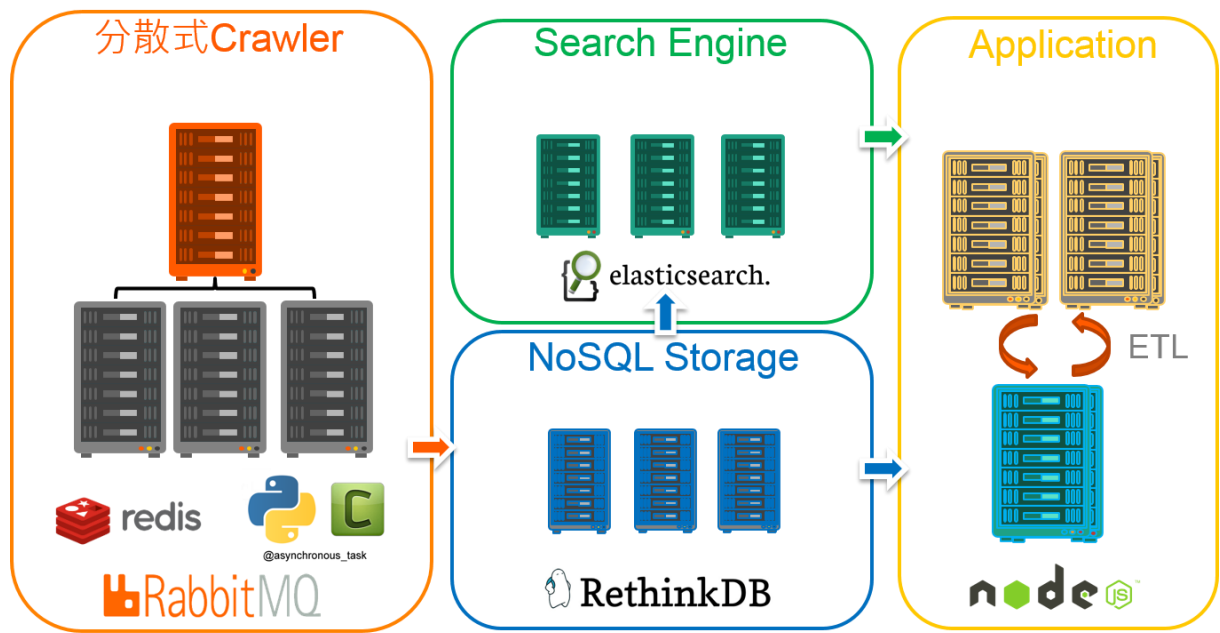 分散式Crawler
redis
C
@asynchronous_task
RabbitMQ
Search Engine
elasticsearch.
NoSQL Storage
RethinkDB
Application
ETL
node JS ™